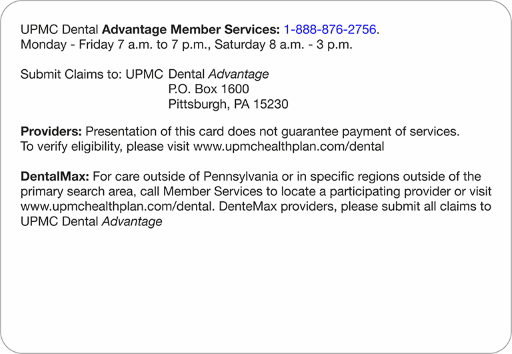 UPMC Dental Advantage Member Services: 1-888-876-2756.
Monday - Friday 7 a.m. to 7 p.m., Saturday 8 a.m. - 3 p.m.
Submit Claims to: UPMC Dental Advantage
P.O. Box 1600
Pittsburgh, PA 15230
Providers: Presentation of this card does not guarantee payment of services.
To verify eligibility, please visit www.upmchealthplan.com/dental
DentalMax: For care outside of Pennsylvania or in specific regions outside of the
primary search area, call Member Services to locate a participating provider or visit
www.upmchealthplan.com/dental. DenteMax providers, please submit all claims to
UPMC Dental Advantage